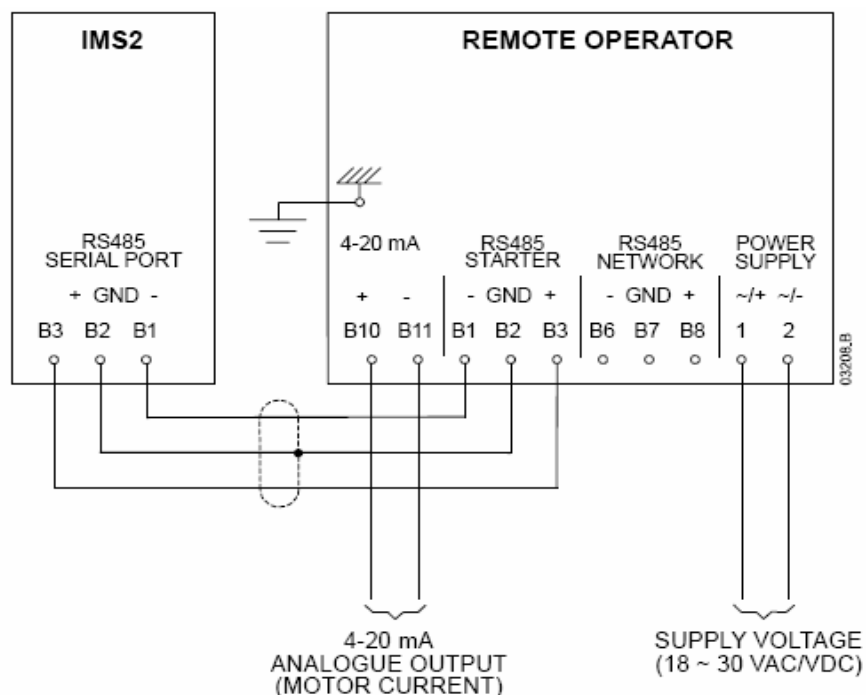 IMS2
REMOTE OPERATOR
RS485
SERIAL PORT
+ GND -
B3 B2 B1
4-20 mA
+ -
B10 B11
RS485
STARTER
- GND +
B1 B2 B3
RS485
NETWORK
- GND +
B6 B7 B8
POWER
SUPPLY
~/+ ~/-
1 2
03208_B
4-20 mA
ANALOGUE OUTPUT
(MOTOR CURRENT)
SUPPLY VOLTAGE
(18 ~ 30 VAC/VDC)